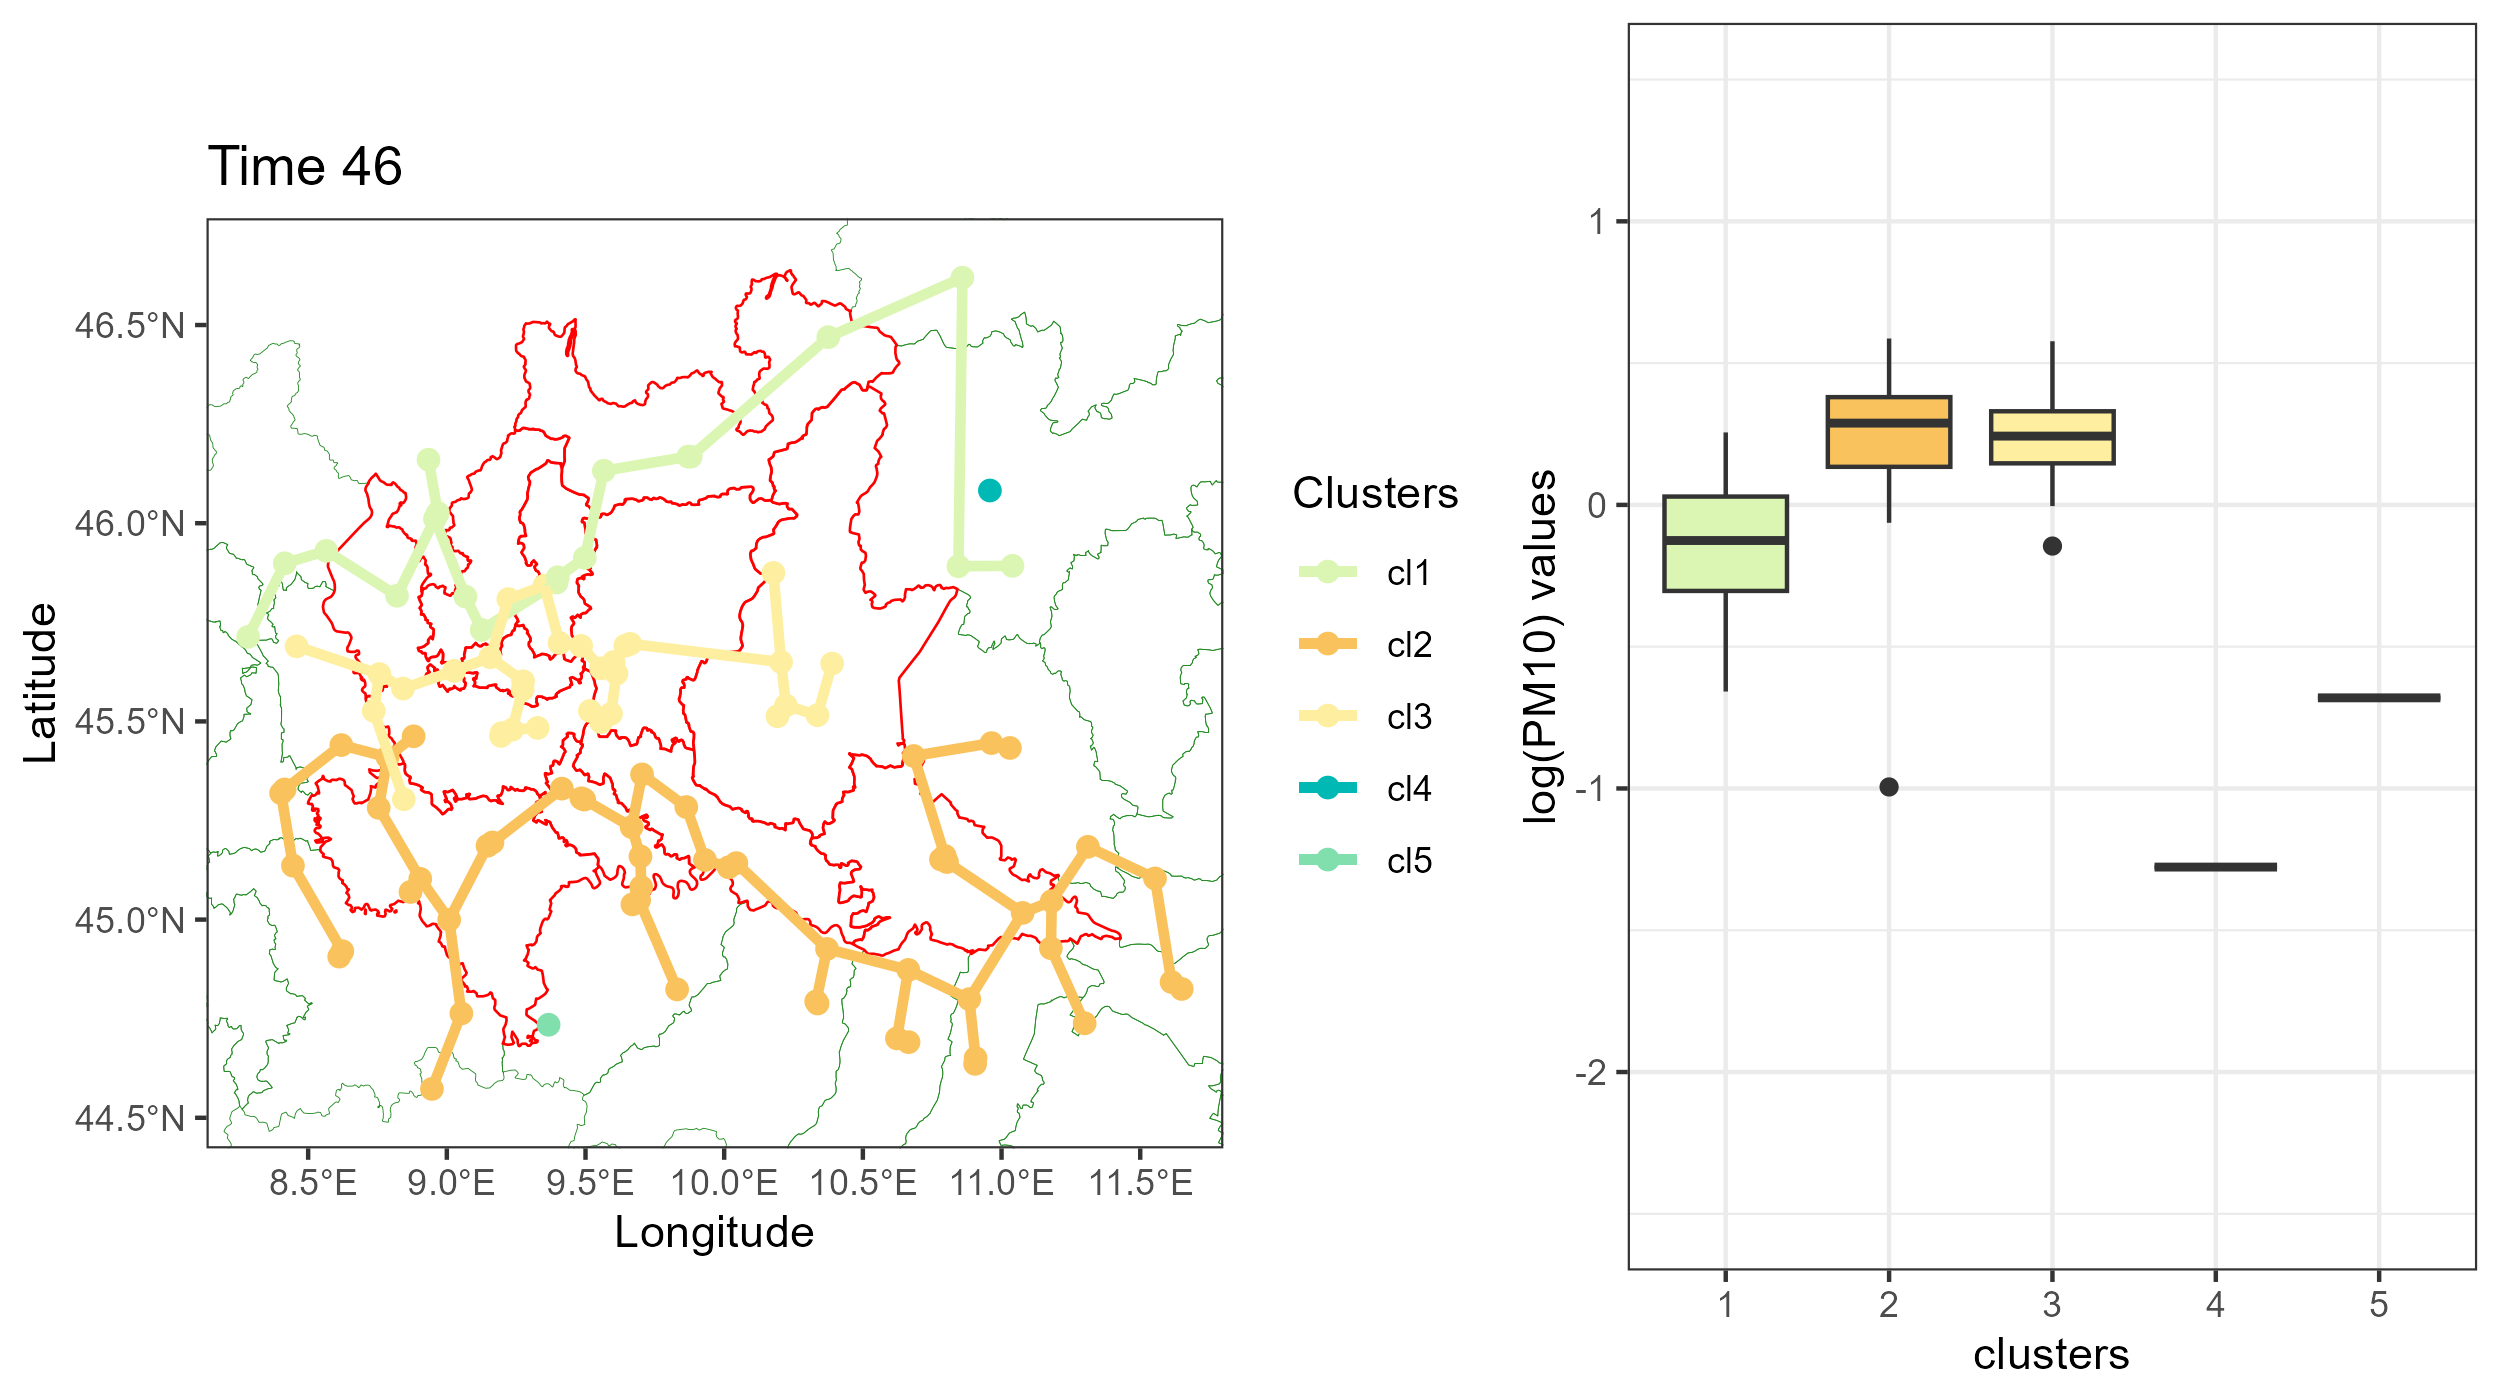 Time 46
46.5°N
46.0°N
45.5°N
45.0°N
44.5°N
Latitude
8.5°E 9.0°E 9.5°E 10.0°E 10.5°E 11.0°E 11.5°E
Longitude
Clusters
cl1
cl2
cl3
cl4
cl5
log(PM10) values
1
0
-1
-2
1 2 3 4 5
clusters